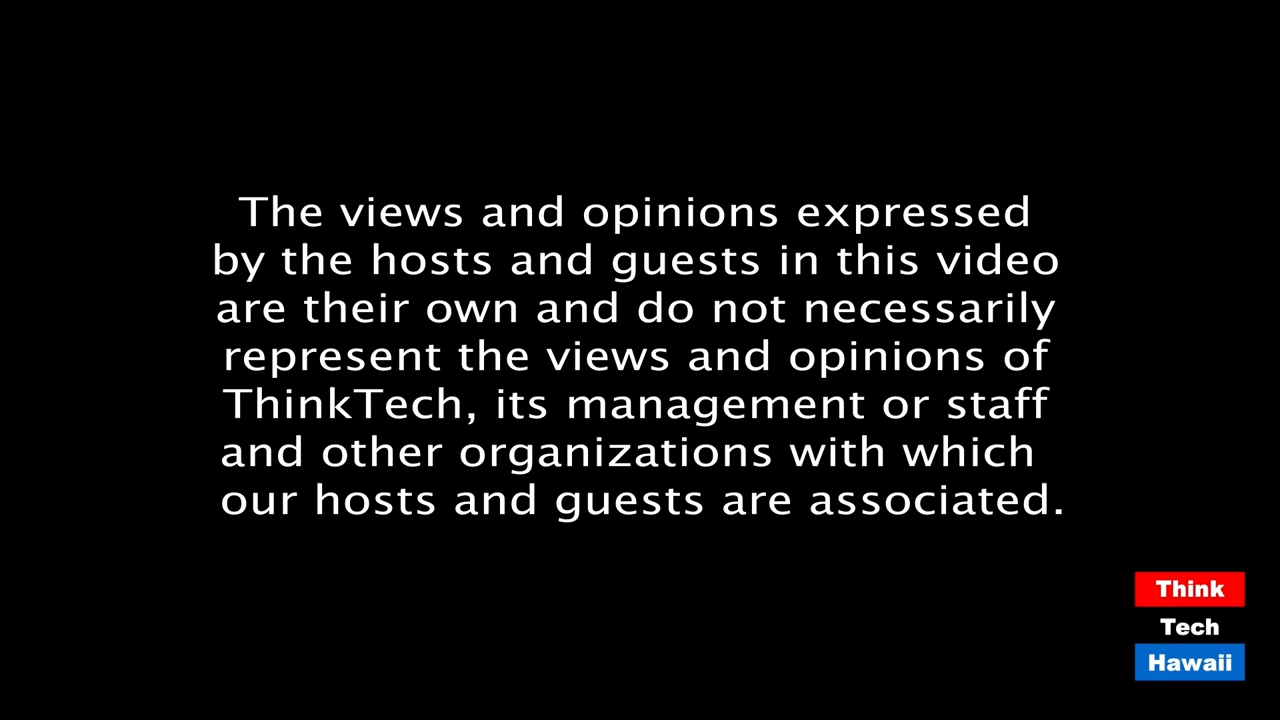 The views and opinions expressed
by the hosts and guests in this video
are their own and do not necessarily
represent the views and opinions of
ThinkTech, its management or staff
and other organizations with which
our hosts and guests are associated.
Think
Tech
Hawaii